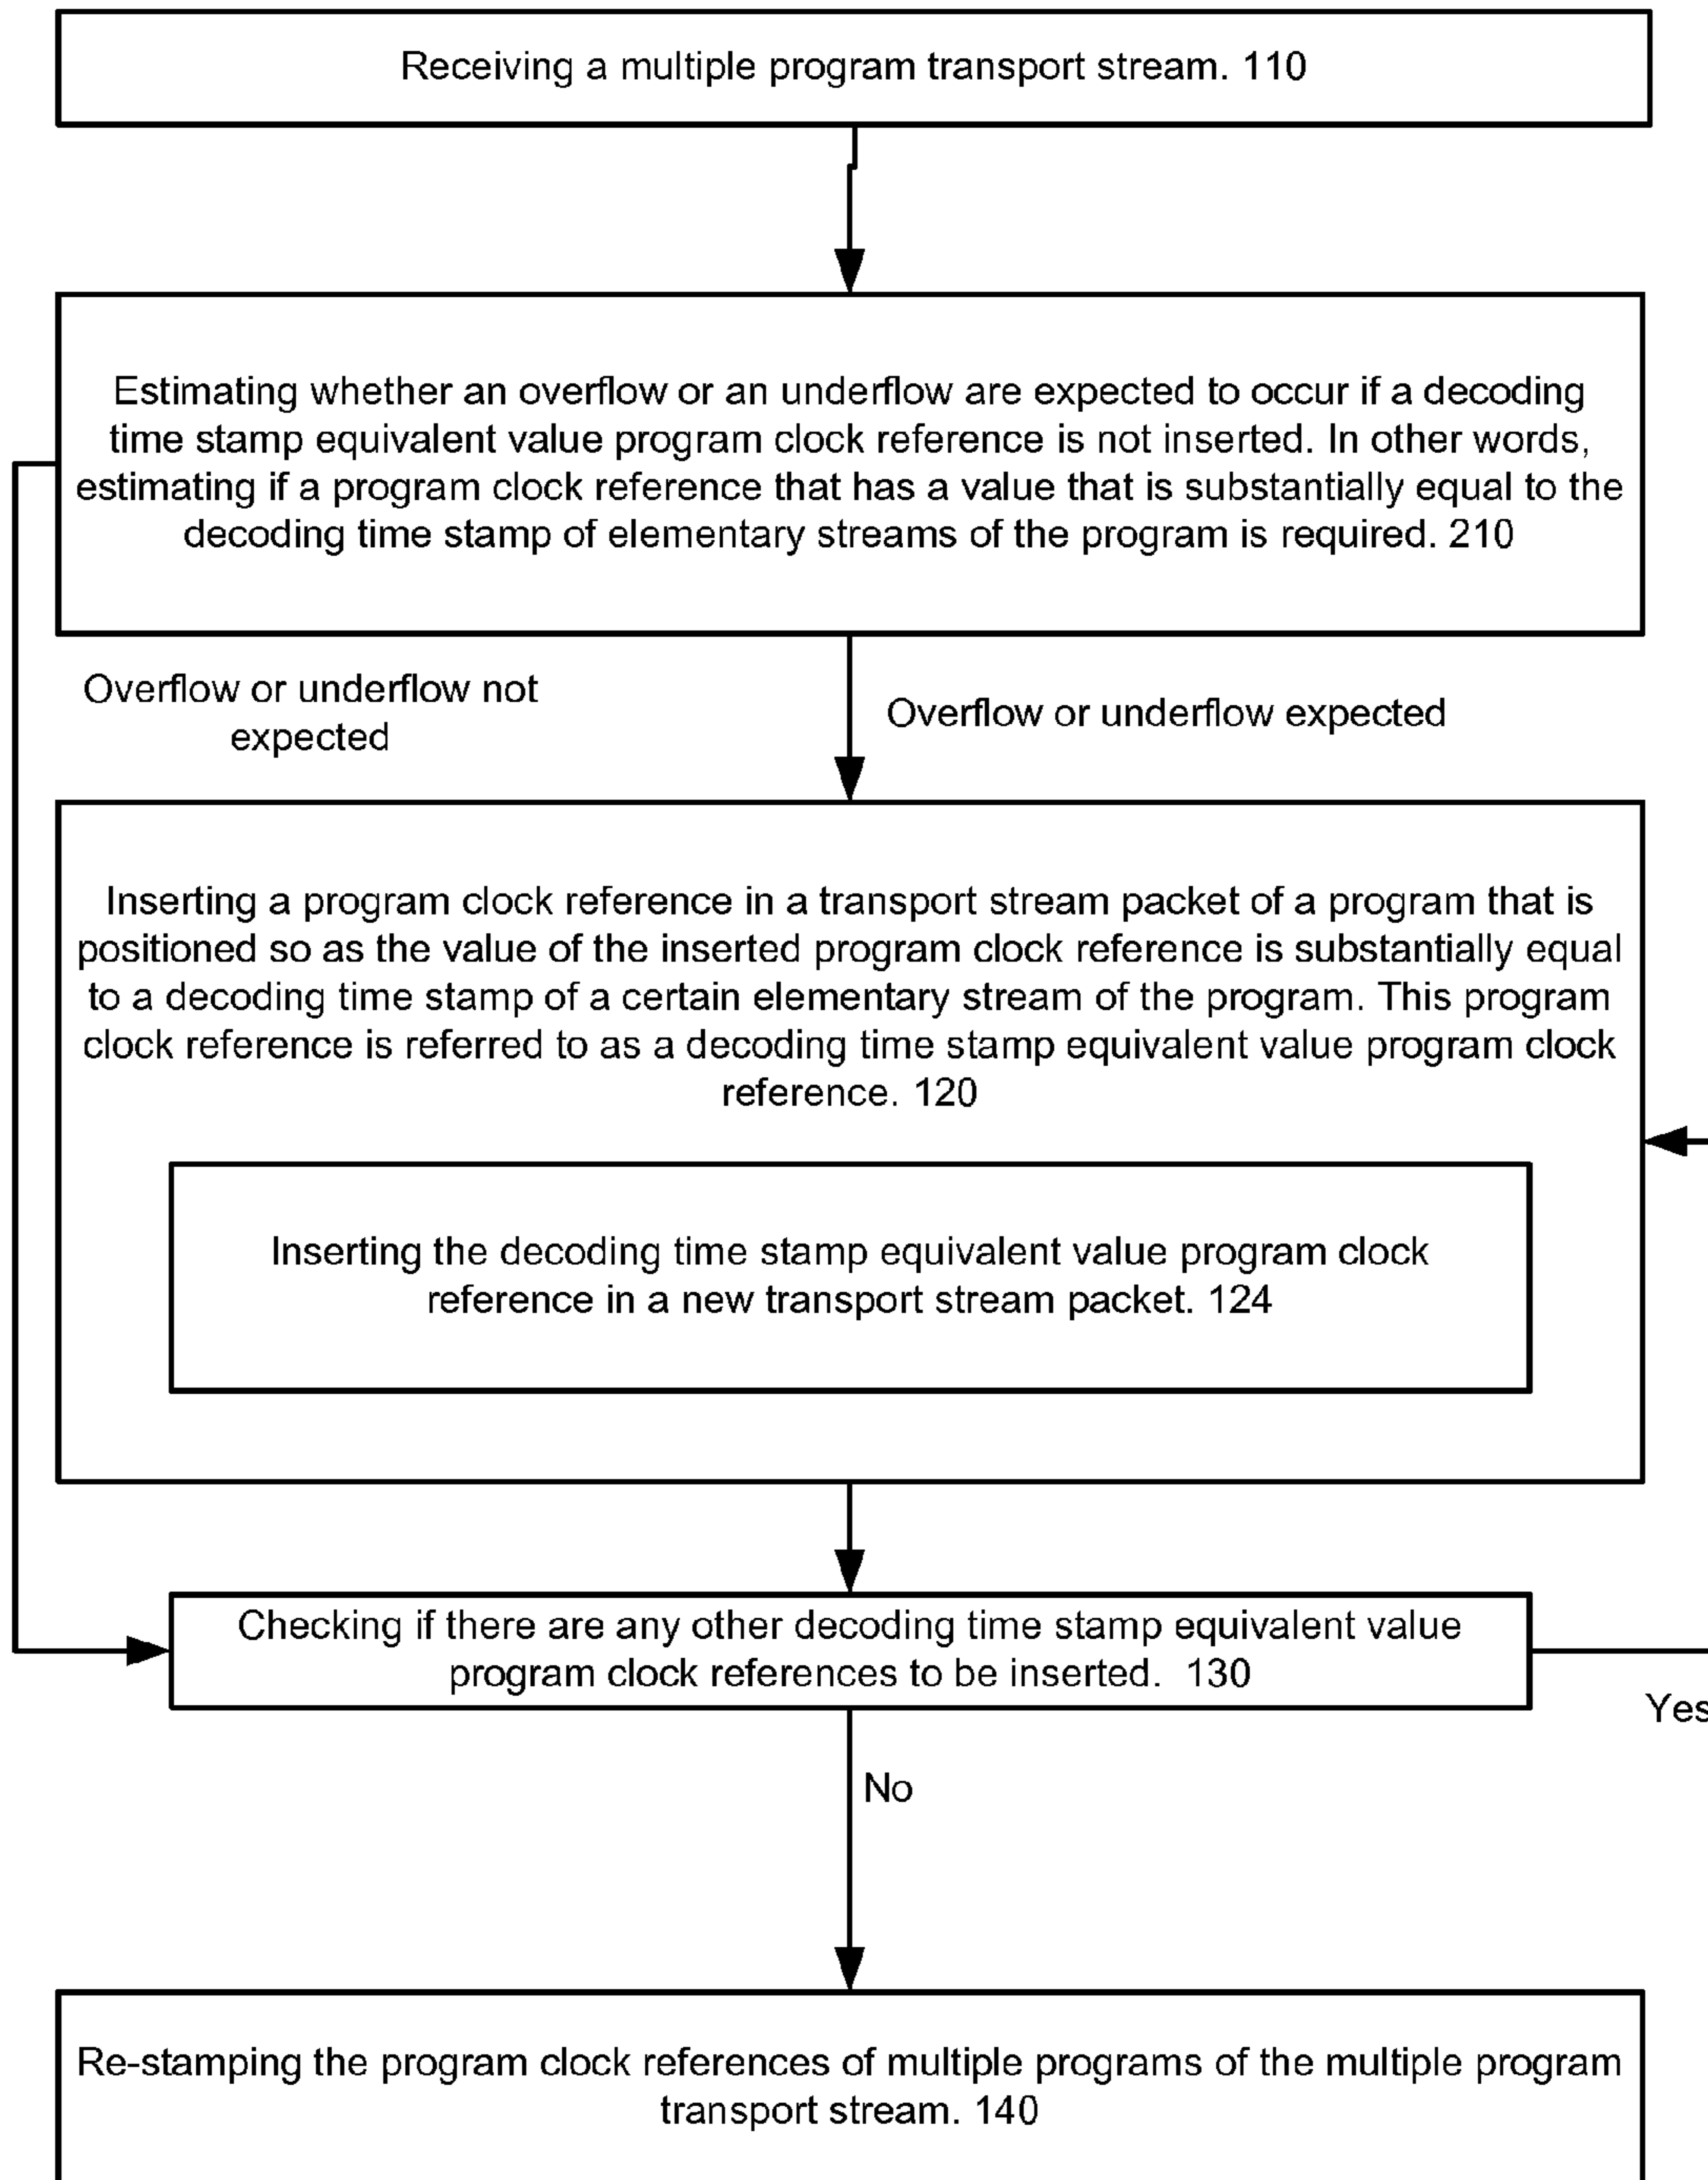 Receiving a multiple program transport stream. 110
Estimating whether an overflow or an underflow are expected to occur if a decoding
time stamp equivalent value program clock reference is not inserted. In other words,
estimating if a program clock reference that has a value that is substantially equal to the
decoding time stamp of elementary streams of the program is required. 210
Overflow or underflow not
expected
Overflow or underflow expected
Inserting a program clock reference in a transport stream packet of a program that is
positioned so as the value of the inserted program clock reference is substantially equal
to a decoding time stamp of a certain elementary stream of the program. This program
clock reference is referred to as a decoding time stamp equivalent value program clock
reference. 120
Inserting the decoding time stamp equivalent value program clock
reference in a new transport stream packet. 124
Checking if there are any other decoding time stamp equivalent value
program clock references to be inserted.  130
Yes
No
Re-stamping the program clock references of multiple programs of the multiple program
transport stream. 140